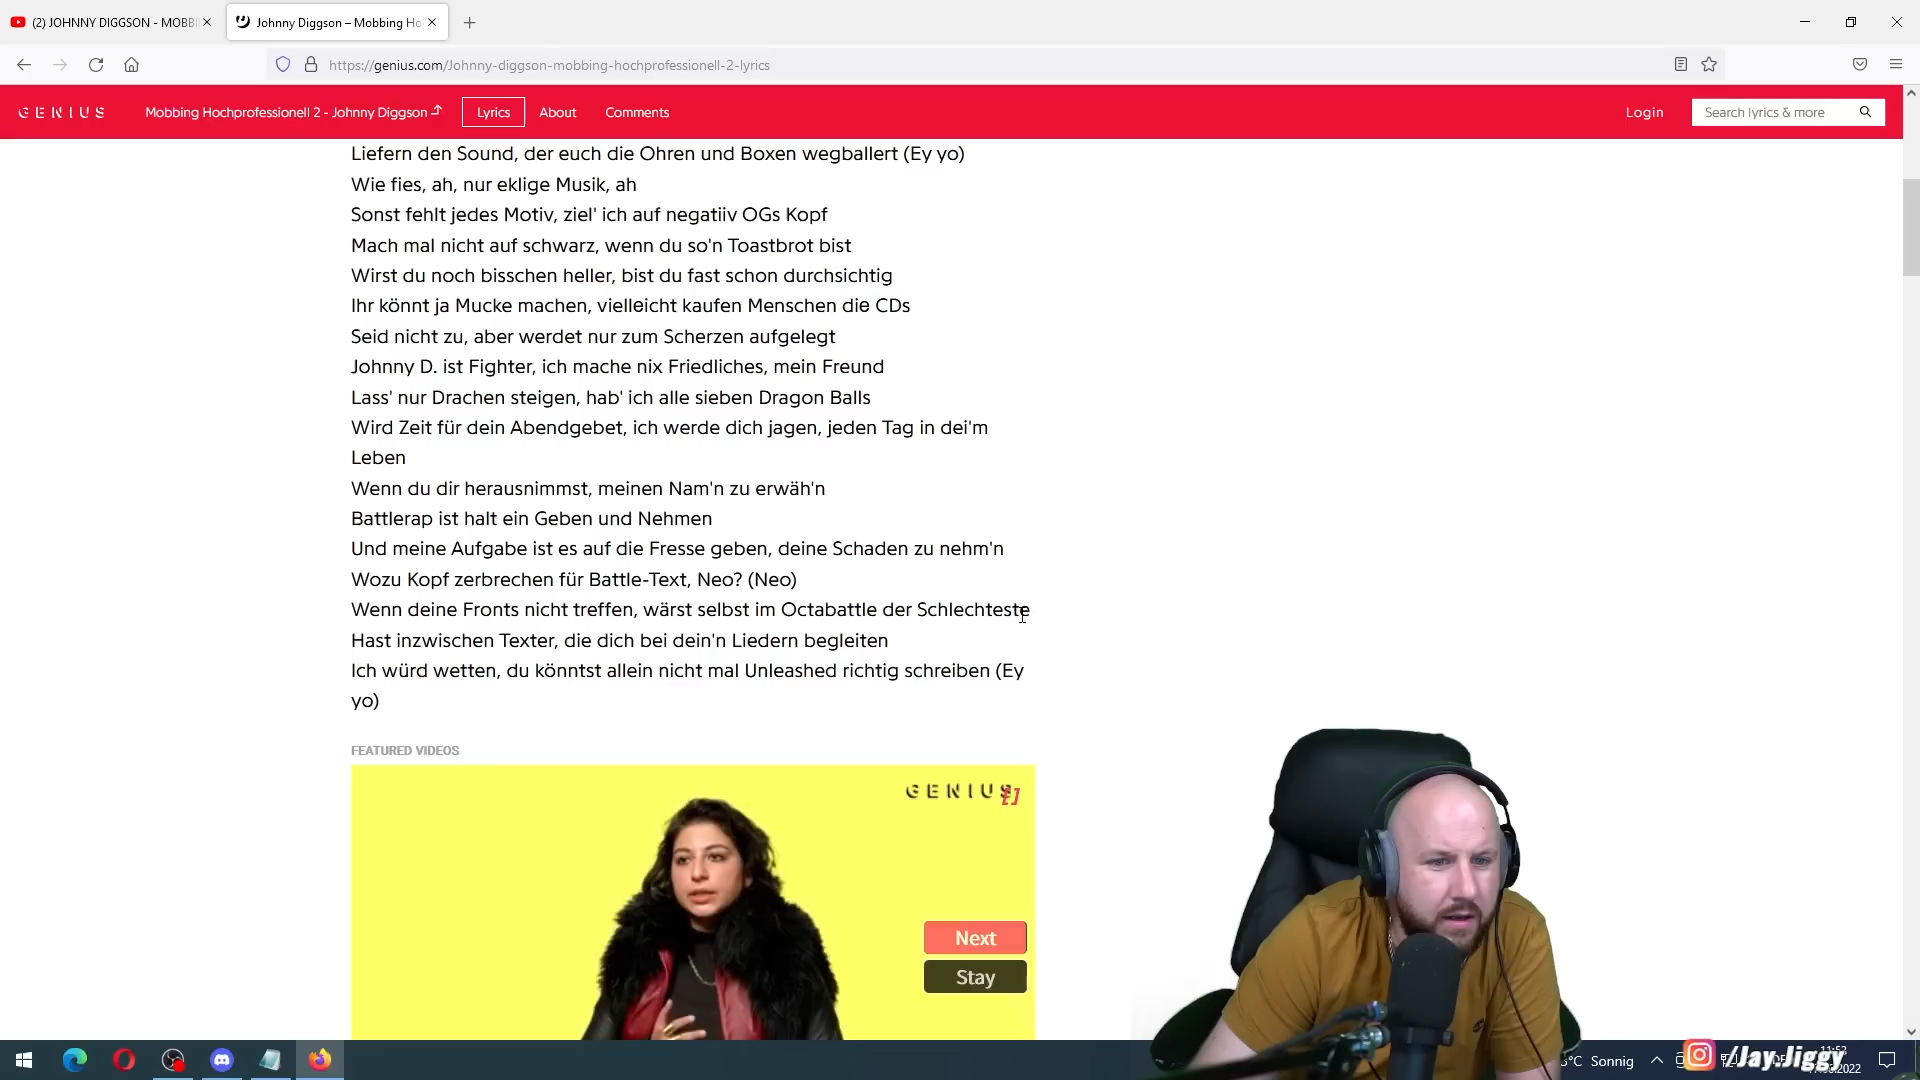 (2) JOHNNY DIGGSON - MOBBI
Johnny Diggson – Mobbing Ho
https://genius.com/Johnny-diggson-mobbing-hochprofessionell-2-lyrics
GENIUS
Mobbing Hochprofessionell 2 - Johnny Diggson
Lyrics
About
Comments
Login
Search lyrics & more
Liefern den Sound, der euch die Ohren und Boxen wegballert (Ey yo)
Wie fies, ah, nur eklige Musik, ah
Sonst fehlt jedes Motiv, ziel' ich auf negatiiv OGs Kopf
Mach mal nicht auf schwarz, wenn du so'n Toastbrot bist
Wirst du noch bisschen heller, bist du fast schon durchsichtig
Ihr könnt ja Mucke machen, vielleicht kaufen Menschen die CDs
Seid nicht zu, aber werdet nur zum Scherzen aufgelegt
Johnny D. ist Fighter, ich mache nix Friedliches, mein Freund
Lass' nur Drachen steigen, hab' ich alle sieben Dragon Balls
Wird Zeit für dein Abendgebet, ich werde dich jagen, jeden Tag in dei'm
Leben
Wenn du dir herausnimmst, meinen Nam'n zu erwäh'n
Battlerap ist halt ein Geben und Nehmen
Und meine Aufgabe ist es auf die Fresse geben, deine Schaden zu nehm'n
Wozu Kopf zerbrechen für Battle-Text, Neo? (Neo)
Wenn deine Fronts nicht treffen, wärst selbst im Octabattle der Schlechteste
Hast inzwischen Texter, die dich bei dein'n Liedern begleiten
Ich würd wetten, du könntst allein nicht mal Unleashed richtig schreiben (Ey
yo)
FEATURED VIDEOS
GENIUS
Next
Stay
°C Sonnig
/Jay.Jiggy